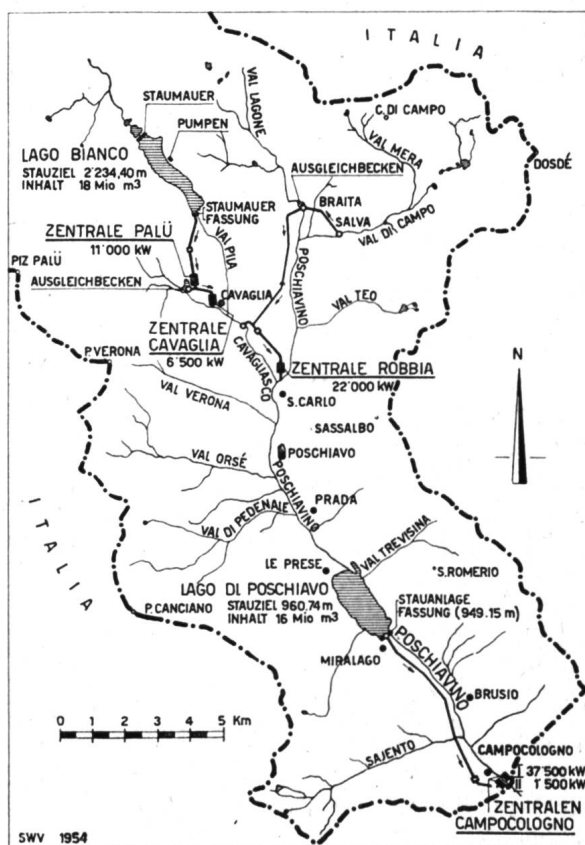 ITALIA
STAUMAUER
VAL LAGONE
C. DI CAMPO
PUMPEN
VAL MERA
LAGO BIANCO
STAUZIEL 2'234,40m
INHALT 18 Mio m³
AUSGLEICHBECKEN
DOSDÉ
BRAITA
STAUMAUER
FASSUNG
SALVA
VAL DI CAMPO
ZENTRALE PALÜ
11'000 kW
VAL PILA
POSCHIAVINO
PIZ PALÜ
AUSGLEICHBECKEN
CAVAGLIA
VAL TEO
ZENTRALE
CAVAGLIA
6'500 kW
P. VERONA
CAVAGLIASCO
ZENTRALE ROBBIA
22'000 kW
N
VAL VERONA
S. CARLO
SASSALBO
VAL ORSÉ
POSCHIAVO
POSCHIAVINO
PRADA
VAL DI PEDENALE
ITALIA
LE PRESE
VAL TREVISINA
S. ROMERIO
LAGO DI POSCHIAVO
STAUZIEL 960,74m
INHALT 16 Mio m³
STAUANLAGE
FASSUNG (949.15 m)
P. CANCIANO
MIRALAGO
POSCHIAVINO
BRUSIO
0 1 2 3 4 5 Km
SAJENTO
CAMPOCOLOGNO
I 37'500 kW
II 1'500 kW
ZENTRALEN
CAMPOCOLOGNO
SWV 1954